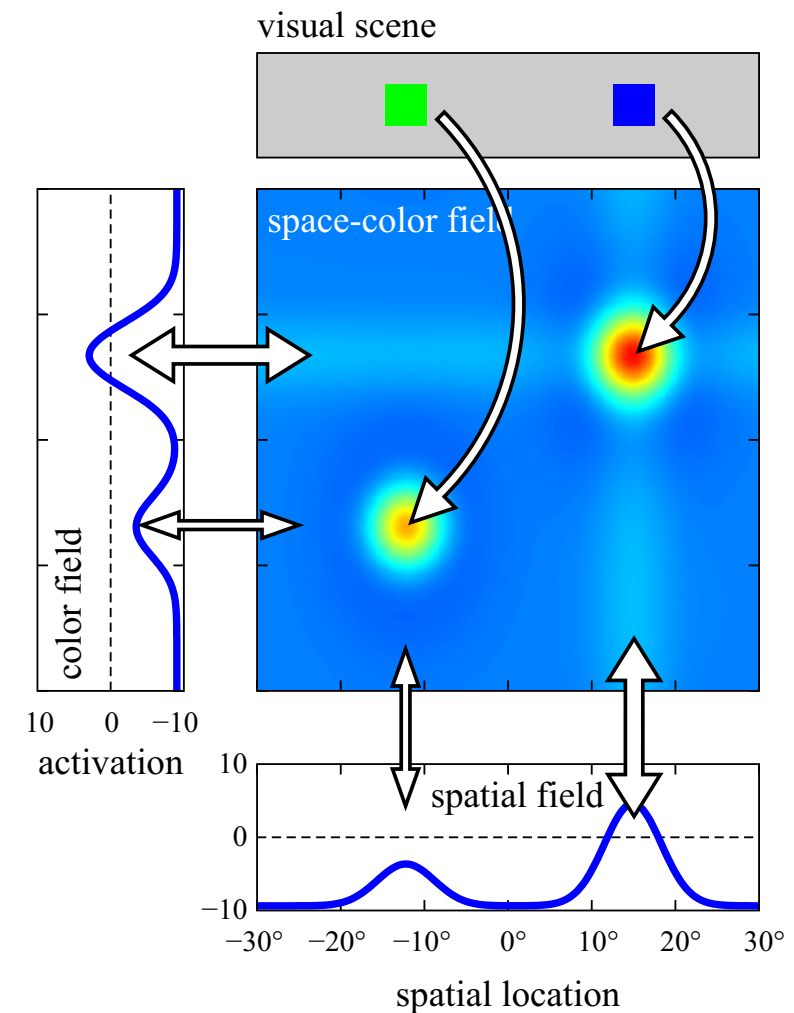 visual scene
space-color field
color field
10 0 −10
activation
10
spatial field
0
−10
−30° −20° −10° 0° 10° 20° 30°
spatial location